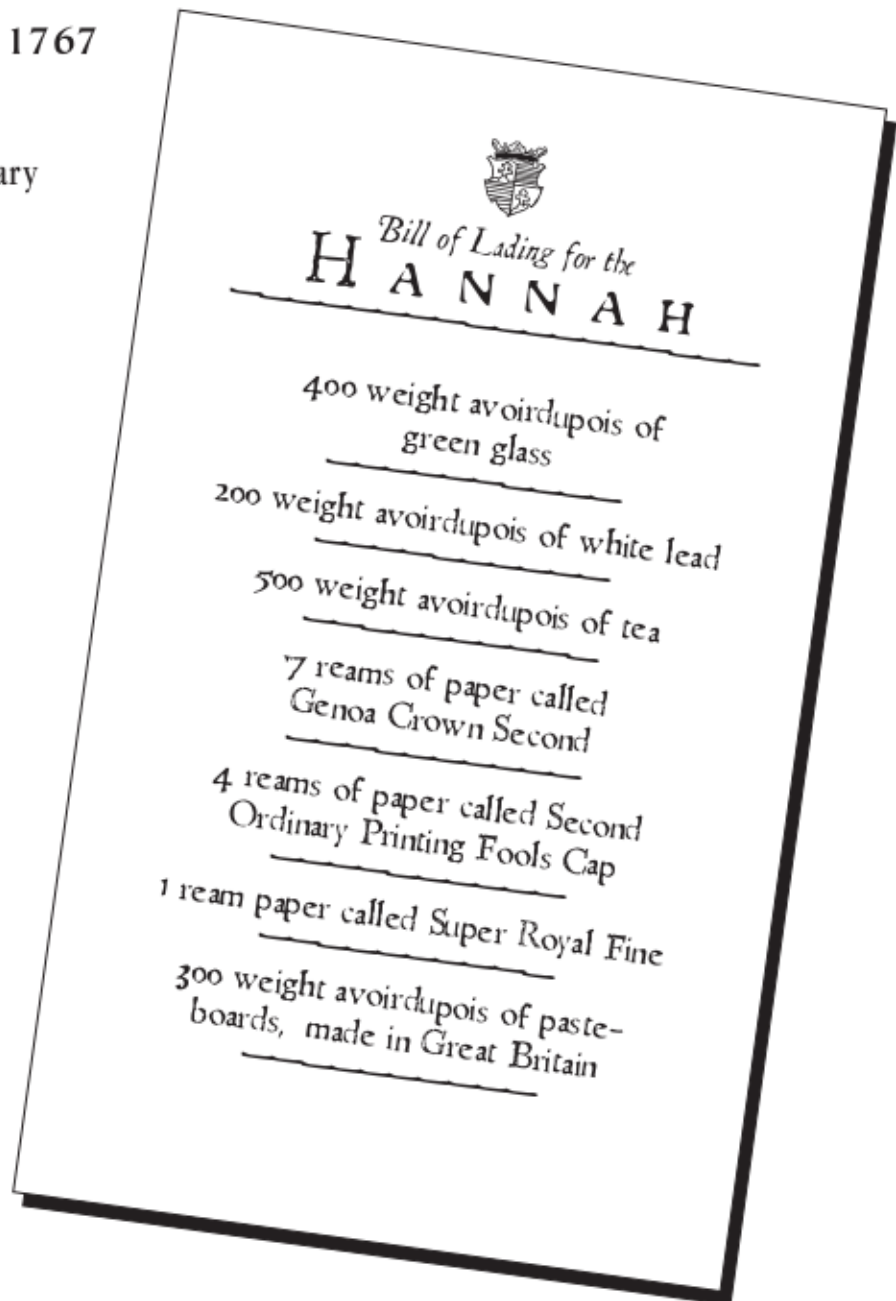 1767
ary
Bill of Lading for the
HANNAH
400 weight avoirdupois of
green glass
200 weight avoirdupois of white lead
500 weight avoirdupois of tea
7 reams of paper called
Genoa Crown Second
4 reams of paper called Second
Ordinary Printing Fools Cap
1 ream paper called Super Royal Fine
300 weight avoirdupois of paste-
boards, made in Great Britain